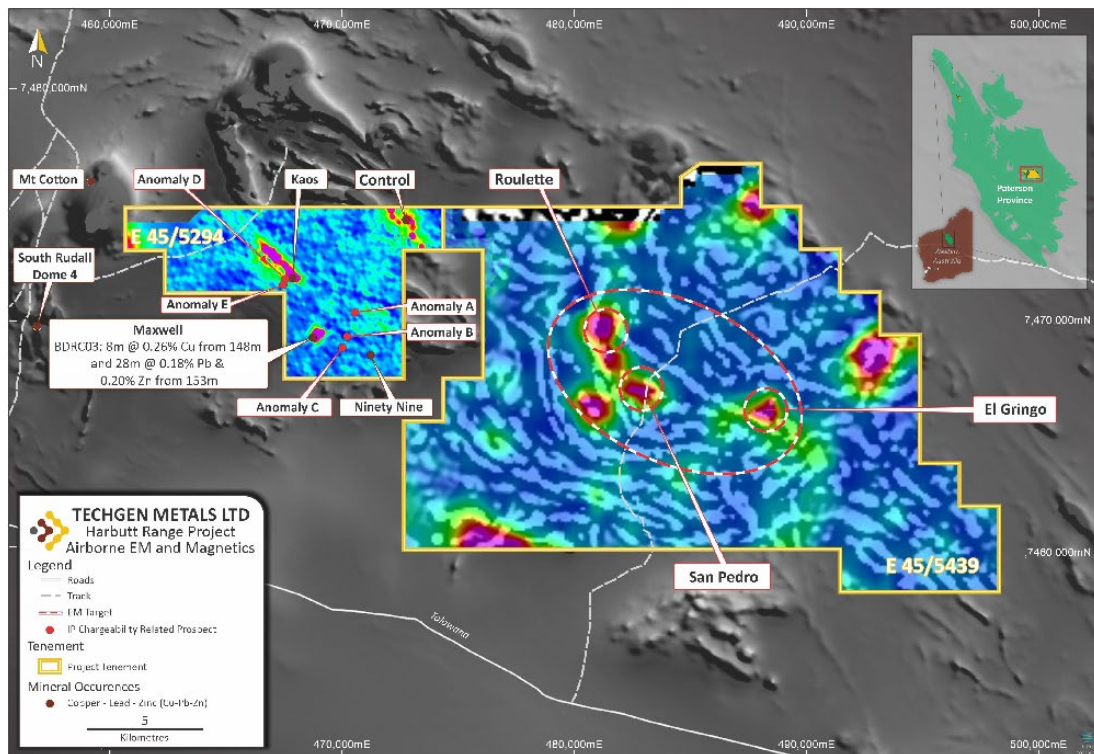 470,000mE
480,000mE
490,000mE
500,000mE
N
7,480,000mN
Mt Cotton
Anomaly D
Kaos
Control
Roulette
Paterson
Province
Western
Australia
E 45/5294
South Rudall
Dome 4
Anomaly E
Anomaly A
Maxwell
BDRC03: 8m @ 0.26% Cu from 148m
and 28m @ 0.18% Pb &
0.20% Zn from 153m
Anomaly B
7,470,000mN
Anomaly C
Ninety Nine
El Gringo
TECHGEN METALS LTD
Harbutt Range Project
Airborne EM and Magnetics
Legend
Roads
Track
EM Target
IP Chargeability Related Prospect
Tenement
Project Tenement
Mineral Occurences
Copper - Lead - Zinc (Cu-Pb-Zn)
5
Kilometres
7,460,000mN
E 45/5439
San Pedro
470,000mE
480,000mE
490,000mE
500,000mE